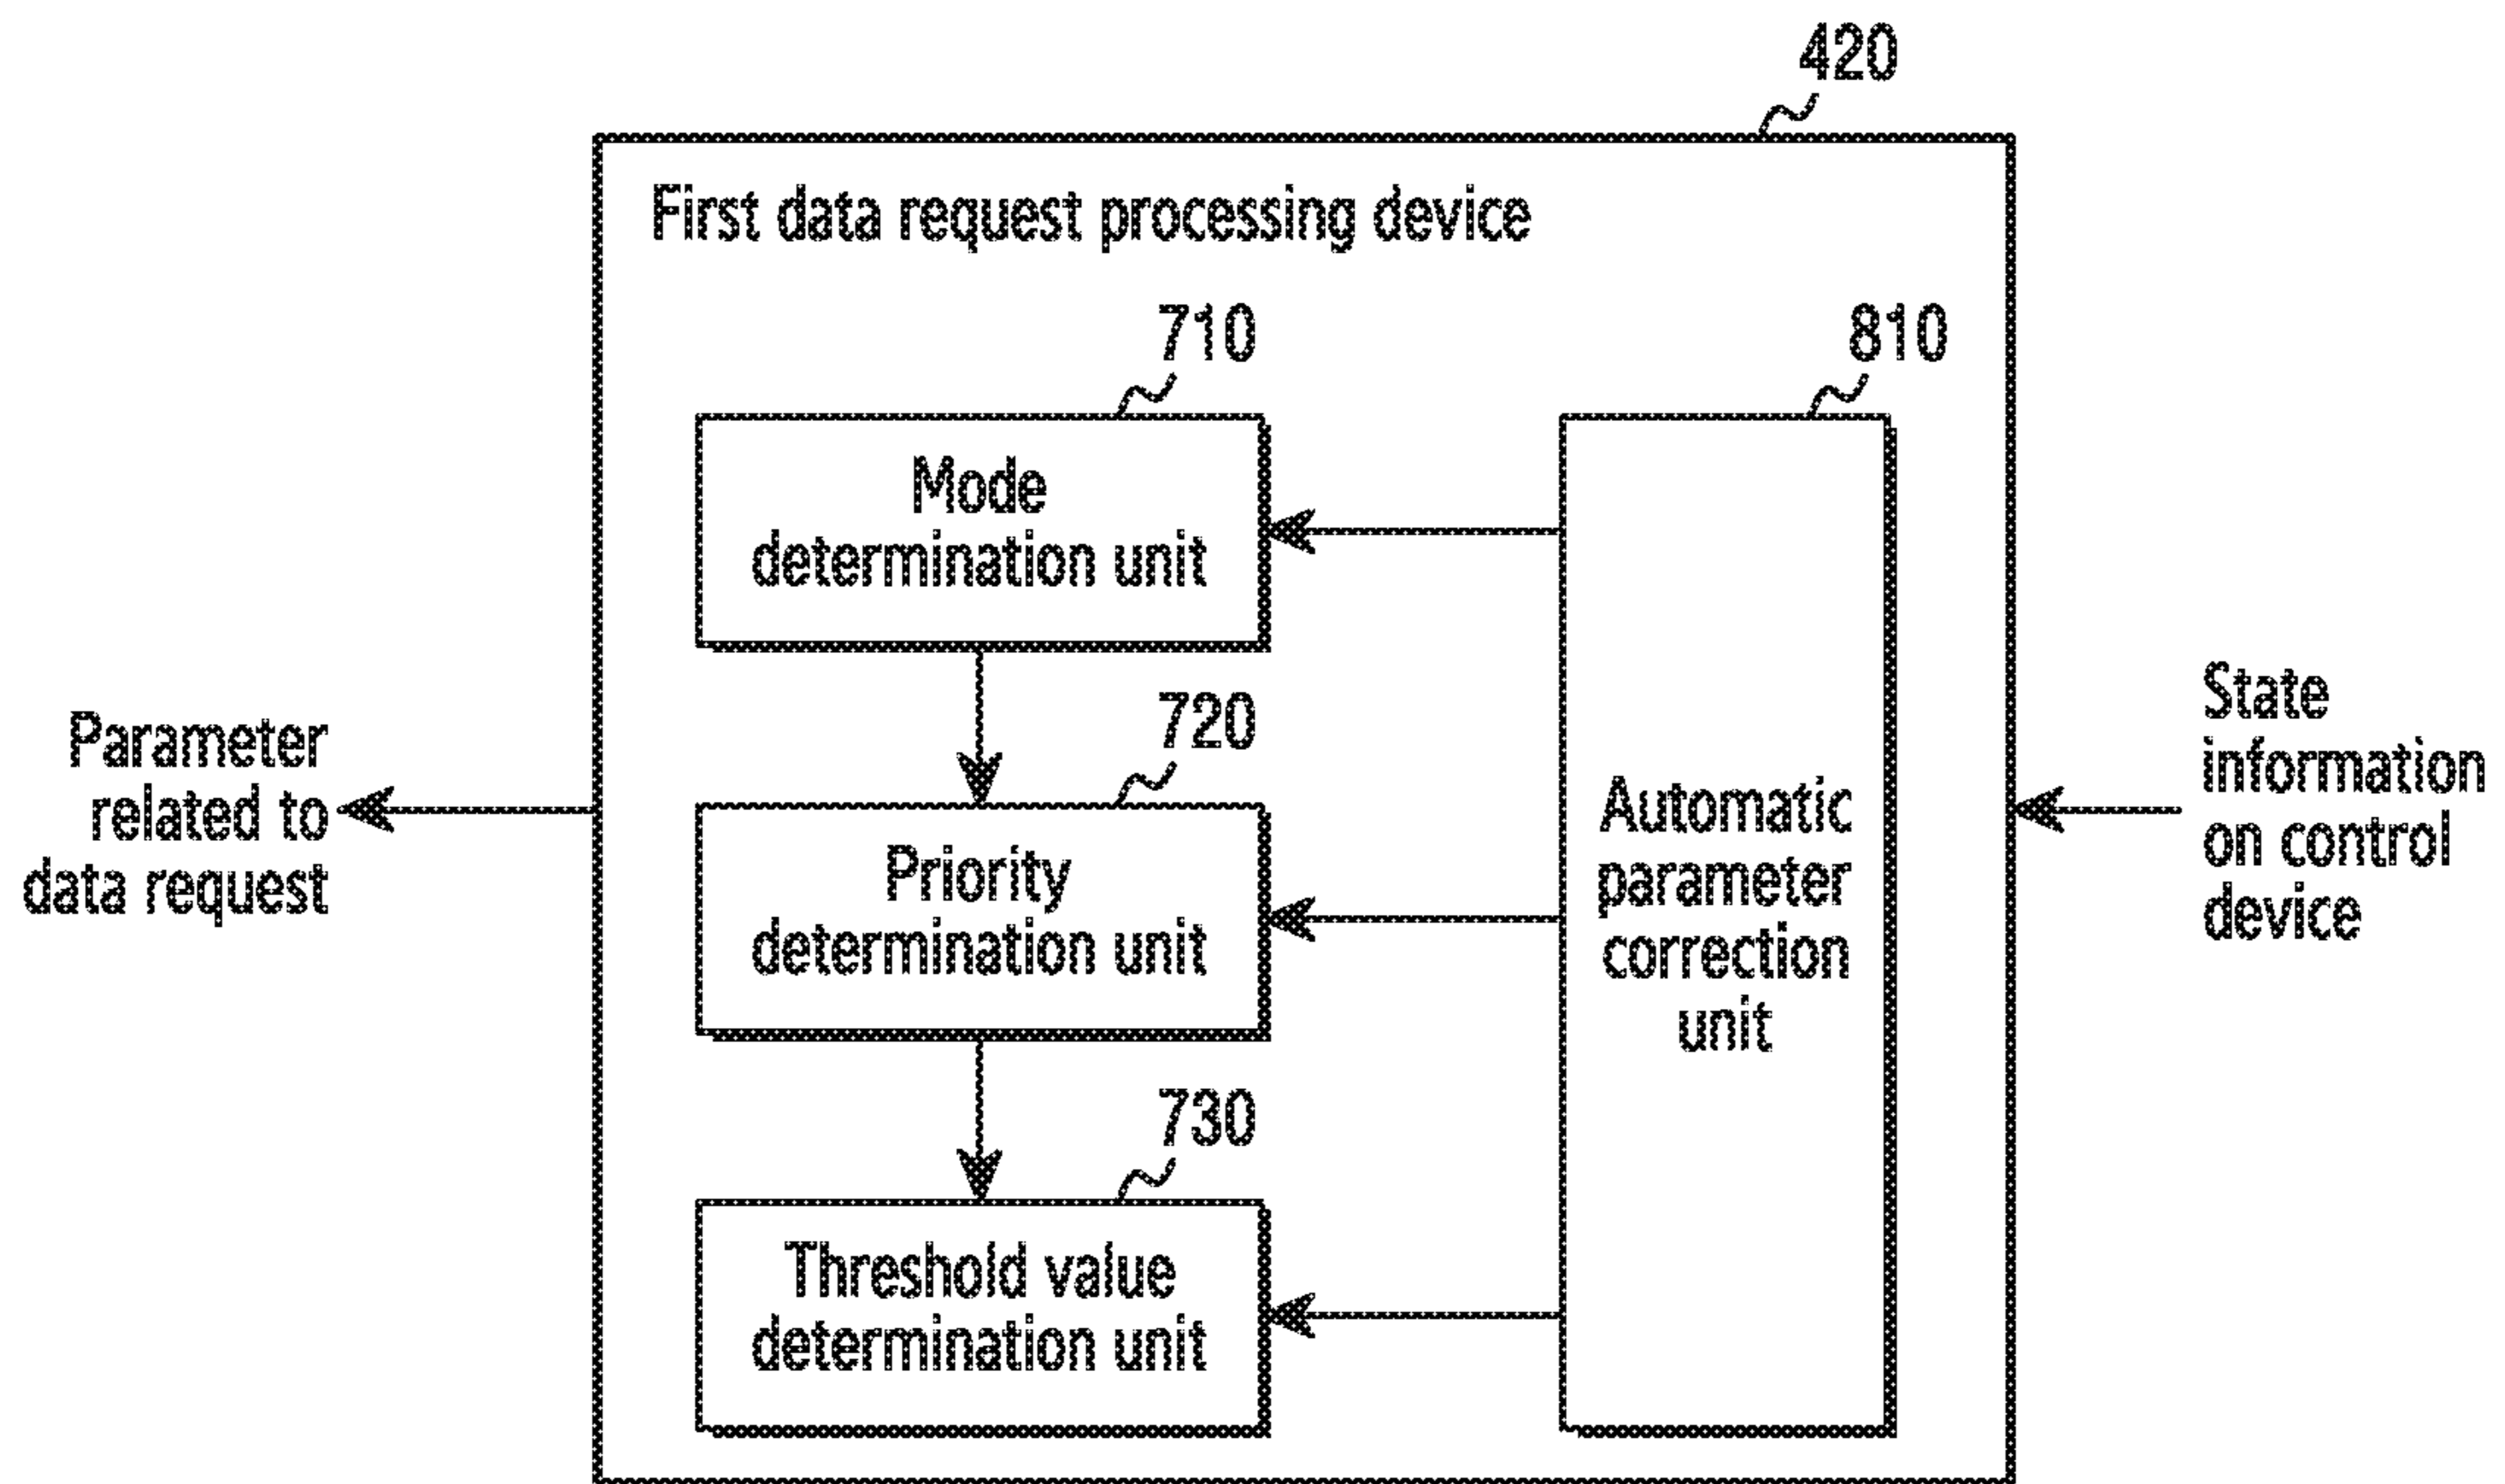 420
First data request processing device
710
810
Mode
determination unit
720
Priority
determination unit
730
Threshold value
determination unit
Automatic
parameter
correction
unit
Parameter
related to
data request
State
information
on control
device